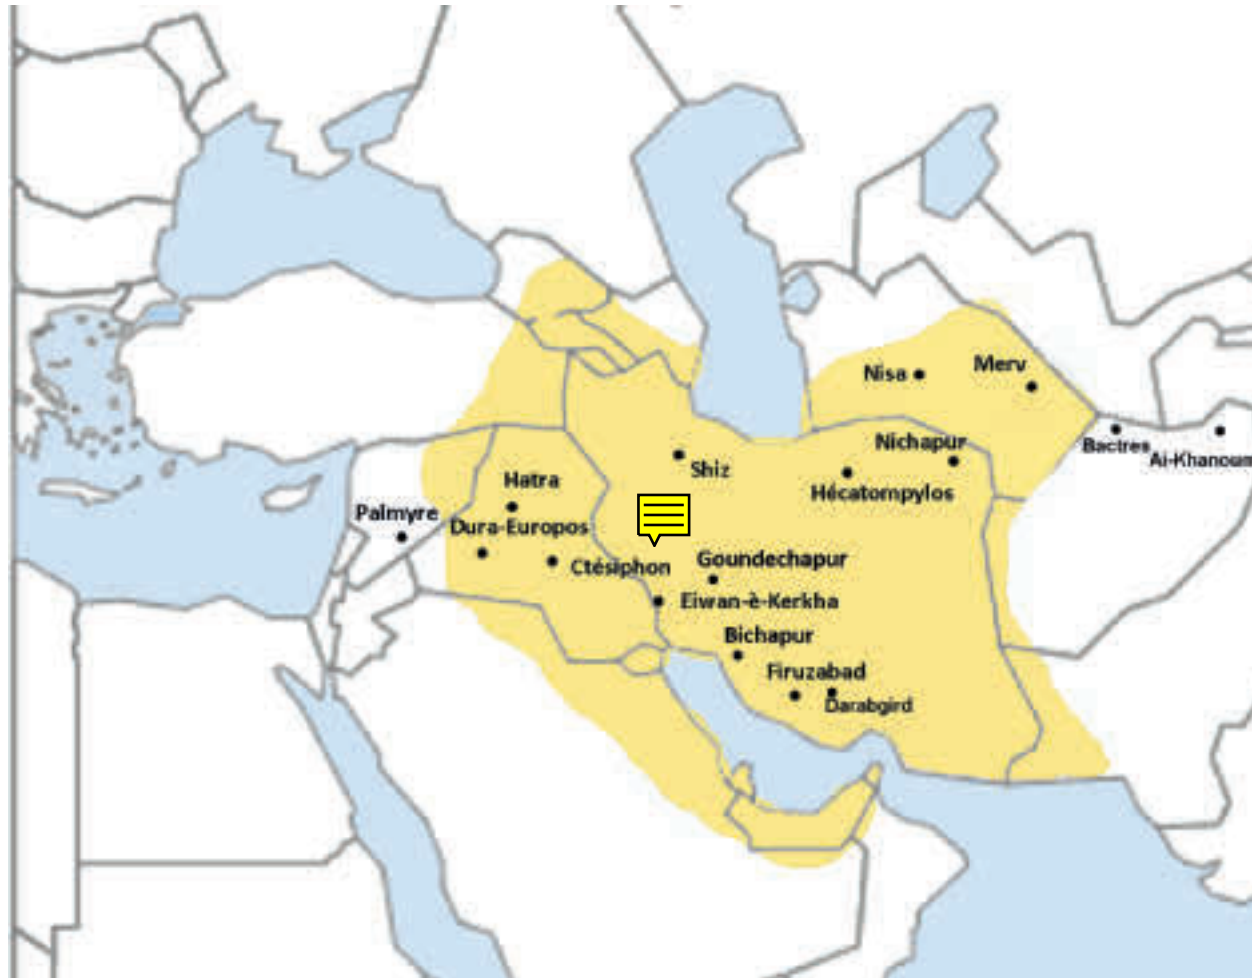 Merv
Nisa
Nichapur
Bactres
Ai-Khanoum
Shiz
Hécatompylos
Hatra
Palmyre
Dura-Europos
Ctésiphon
Goundechapur
Eiwan-è-Kerkha
Bichapur
Firuzabad
Darabgird